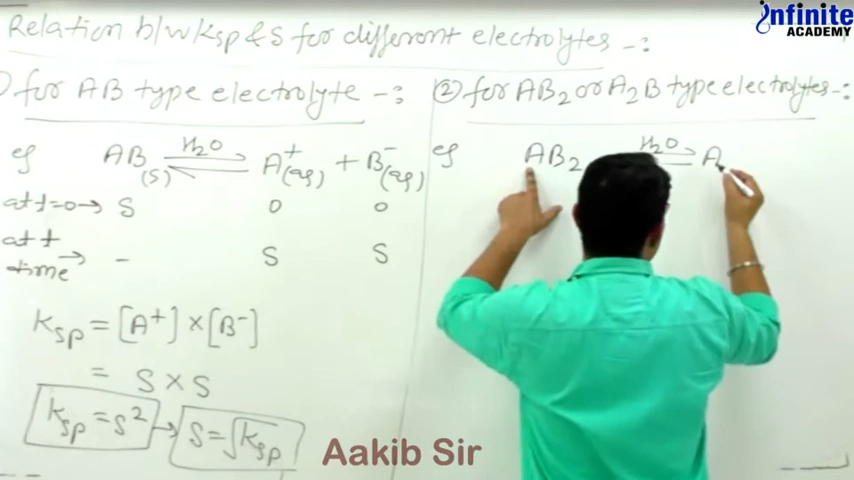 Infinite
ACADEMY
Relation b/w Ksp & S for different electrolytes -:
① for AB type electrolyte -:
eg AB(s) ⇌ H₂O A⁺(aq) + B⁻(aq)
at t=0 → S 0 0
at t time → - S S
Ksp = [A⁺] × [B⁻]
= S × S
Ksp = S² → S = √Ksp
② for AB₂ or A₂B type electrolytes -:
eg AB₂ ⇌ H₂O A
Aakib Sir